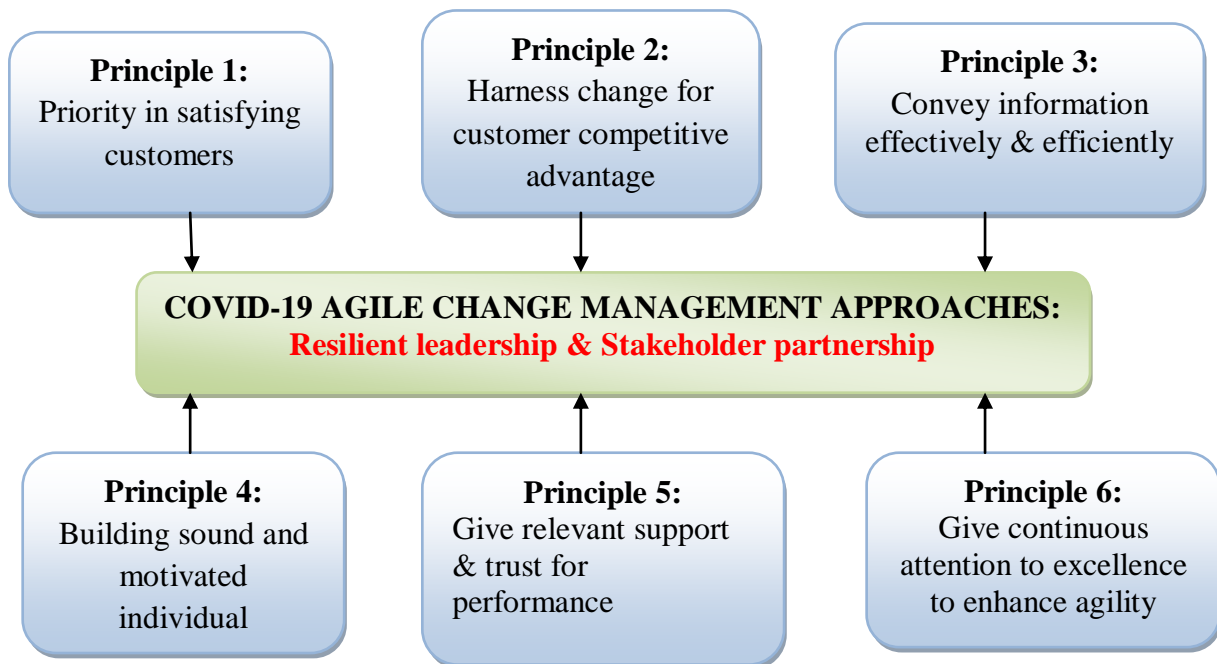 Principle 1:
Priority in satisfying
customers
Principle 2:
Harness change for
customer competitive
advantage
Principle 3:
Convey information
effectively & efficiently
COVID-19 AGILE CHANGE MANAGEMENT APPROACHES:
Resilient leadership & Stakeholder partnership
Principle 4:
Building sound and
motivated
individual
Principle 5:
Give relevant support
& trust for
performance
Principle 6:
Give continuous
attention to excellence
to enhance agility